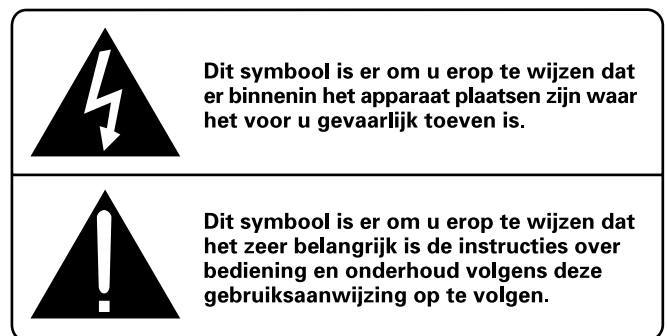 Dit symbool is er om u erop te wijzen dat
er binnenin het apparaat plaatsen zijn waar
het voor u gevaarlijk toeven is.
Dit symbool is er om u erop te wijzen dat
het zeer belangrijk is de instructies over
bediening en onderhoud volgens deze
gebruiksaanwijzing op te volgen.